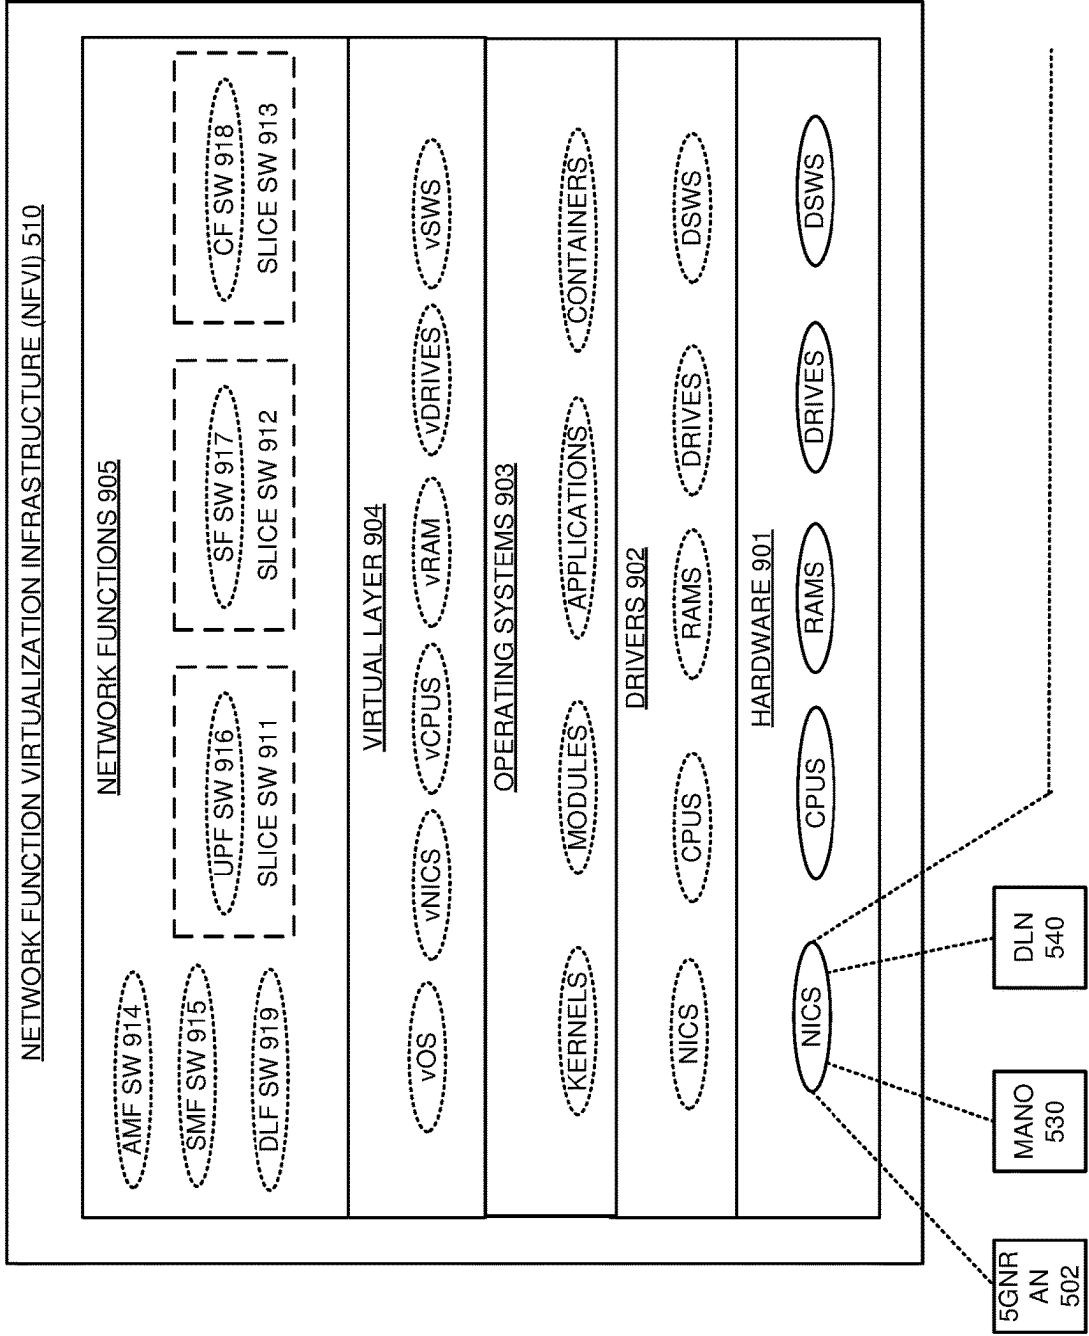 NETWORK FUNCTION VIRTUALIZATION INFRASTRUCTURE (NFVI) 510
NETWORK FUNCTIONS 905
AMF SW 914
SMF SW 915
DLF SW 919
UPF SW 916
SLICE SW 911
SF SW 917
SLICE SW 912
CF SW 918
SLICE SW 913
VIRTUAL LAYER 904
vOS
vNICS
vCPUS
vRAM
vDRIVES
vSWS
OPERATING SYSTEMS 903
KERNELS
MODULES
APPLICATIONS
CONTAINERS
DRIVERS 902
NICS
CPUS
RAMS
DRIVES
DSWS
HARDWARE 901
NICS
CPUS
RAMS
DRIVES
DSWS
5GNR
AN
502
MANO
530
DLN
540